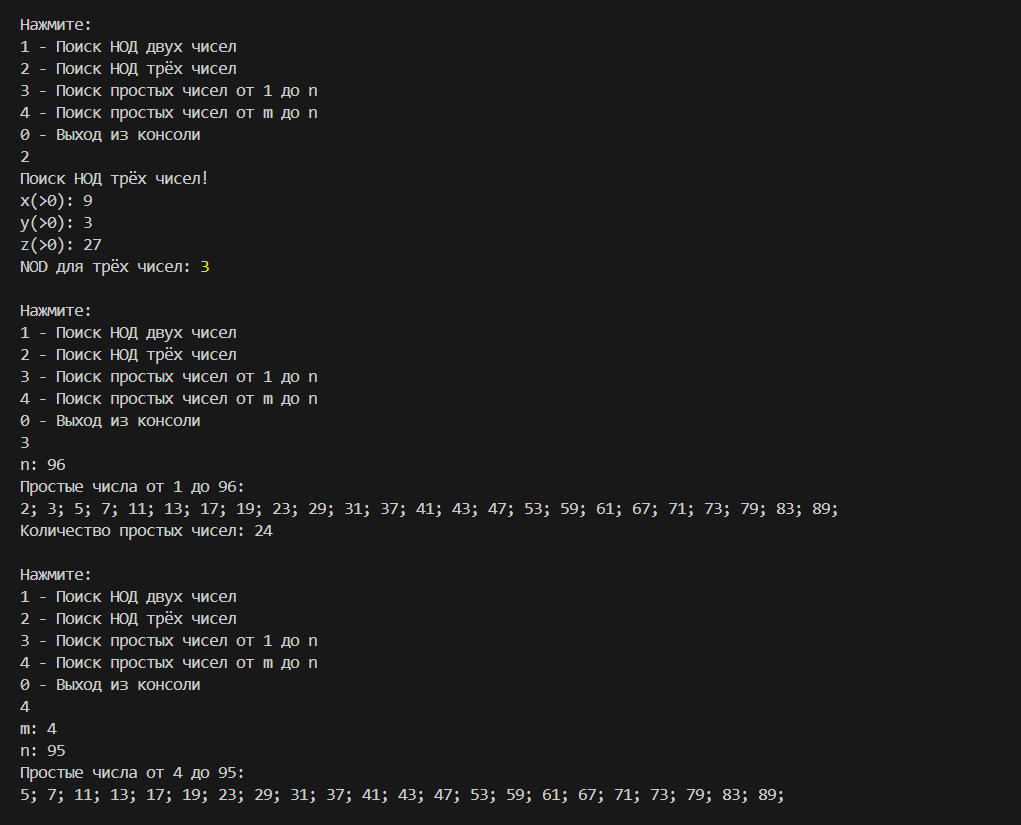 Нажмите:
1 - Поиск НОД двух чисел
2 - Поиск НОД трёх чисел
3 - Поиск простых чисел от 1 до n
4 - Поиск простых чисел от m до n
0 - Выход из консоли
2
Поиск НОД трёх чисел!
x(>0): 9
y(>0): 3
z(>0): 27
NOD для трёх чисел: 3

Нажмите:
1 - Поиск НОД двух чисел
2 - Поиск НОД трёх чисел
3 - Поиск простых чисел от 1 до n
4 - Поиск простых чисел от m до n
0 - Выход из консоли
3
n: 96
Простые числа от 1 до 96:
2; 3; 5; 7; 11; 13; 17; 19; 23; 29; 31; 37; 41; 43; 47; 53; 59; 61; 67; 71; 73; 79; 83; 89;
Количество простых чисел: 24

Нажмите:
1 - Поиск НОД двух чисел
2 - Поиск НОД трёх чисел
3 - Поиск простых чисел от 1 до n
4 - Поиск простых чисел от m до n
0 - Выход из консоли
4
m: 4
n: 95
Простые числа от 4 до 95:
5; 7; 11; 13; 17; 19; 23; 29; 31; 37; 41; 43; 47; 53; 59; 61; 67; 71; 73; 79; 83; 89;